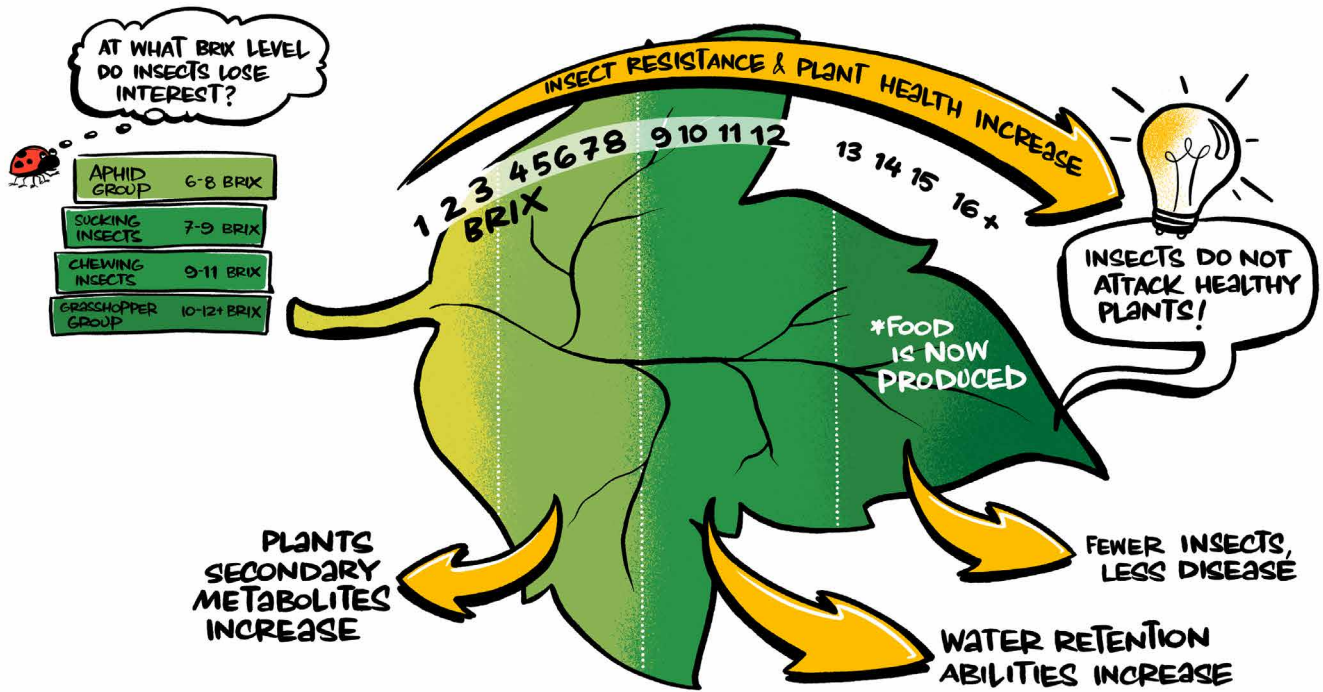 AT WHAT BRIX LEVEL
DO INSECTS LOSE
INTEREST?
APHID
GROUP 6-8 BRIX
SUCKING
INSECTS 7-9 BRIX
CHEWING
INSECTS 9-11 BRIX
GRASSHOPPER
GROUP 10-12+ BRIX
INSECT RESISTANCE & PLANT HEALTH INCREASE
1 2 3 4 5 6 7 8 9 10 11 12 13 14 15 16+
BRIX
INSECTS DO NOT
ATTACK HEALTHY
PLANTS!
*FOOD
IS NOW
PRODUCED
PLANTS
SECONDARY
METABOLITES
INCREASE
WATER RETENTION
ABILITIES INCREASE
FEWER INSECTS,
LESS DISEASE